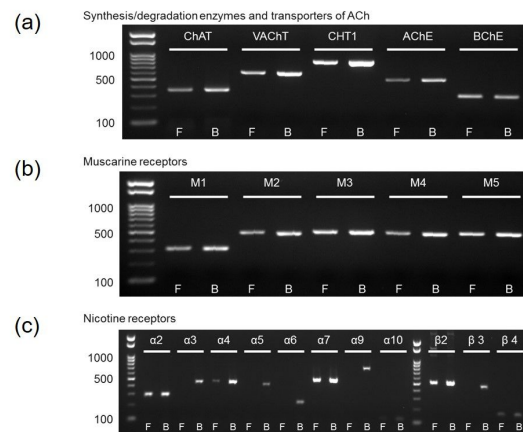 (a)
Synthesis/degradation enzymes and transporters of ACh
ChAT VAChT CHT1 AChE BChE
1000
500
100
F B F B F B F B F B
(b)
Muscarine receptors
M1 M2 M3 M4 M5
1000
500
100
F B F B F B F B F B
(c)
Nicotine receptors
α2 α3 α4 α5 α6 α7 α9 α10 β2 β 3 β 4
1000
500
100
F B F B F B F B F B F B F B F B F B F B F B